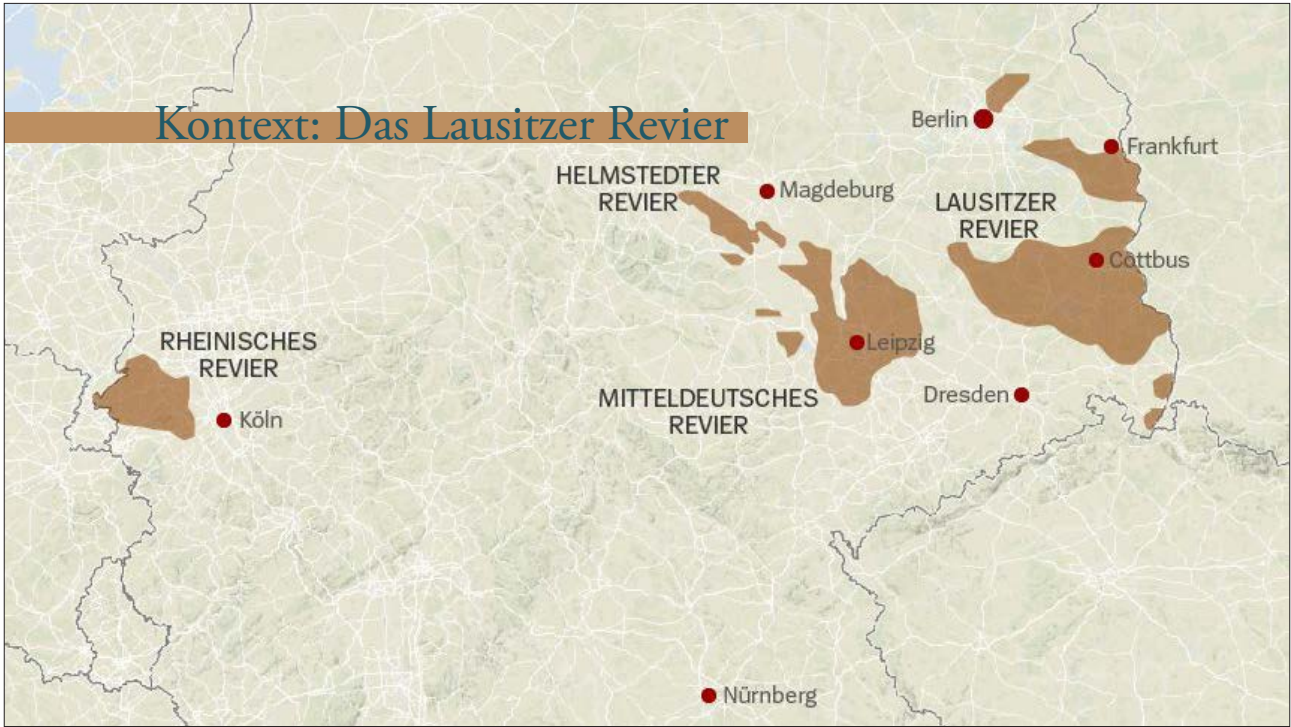 Kontext: Das Lausitzer Revier
Berlin
Frankfurt
HELMSTEDTER
REVIER
Magdeburg
LAUSITZER
REVIER
Cottbus
RHEINISCHES
REVIER
Leipzig
MITTELDEUTSCHES
REVIER
Dresden
Köln
Nürnberg